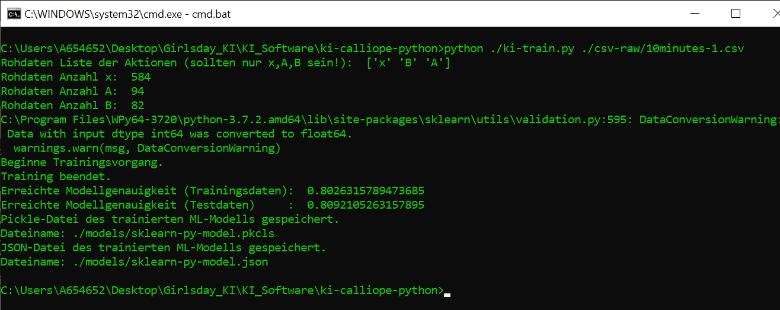 C:\WINDOWS\system32\cmd.exe - cmd.bat
C:\Users\A654652\Desktop\Girlsday_KI\KI_Software\ki-calliope-python>python ./ki-train.py ./csv-raw/10minutes-1.csv
Rohdaten Liste der Aktionen (sollten nur x,A,B sein!):  ['x' 'B' 'A']
Rohdaten Anzahl x:  584
Rohdaten Anzahl A:  94
Rohdaten Anzahl B:  82
C:\Program Files\WPy64-3720\python-3.7.2.amd64\lib\site-packages\sklearn\utils\validation.py:595: DataConversionWarning:
 Data with input dtype int64 was converted to float64.
  warnings.warn(msg, DataConversionWarning)
Beginne Trainingsvorgang.
Training beendet.
Erreichte Modellgenauigkeit (Trainingsdaten):  0.8026315789473685
Erreichte Modellgenauigkeit (Testdaten)     :  0.8092105263157895
Pickle-Datei des trainierten ML-Modells gespeichert.
Dateiname: ./models/sklearn-py-model.pkcls
JSON-Datei des trainierten ML-Modells gespeichert.
Dateiname: ./models/sklearn-py-model.json
C:\Users\A654652\Desktop\Girlsday_KI\KI_Software\ki-calliope-python>